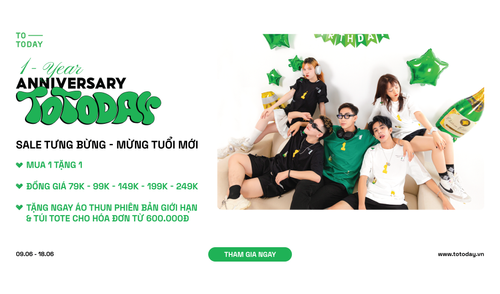 TO
TODAY
1 - Year
ANNIVERSARY
TOTODAY
SALE TƯNG BỪNG - MỪNG TUỔI MỚI
MUA 1 TẶNG 1
ĐỒNG GIÁ 79K - 99K - 149K - 199K - 249K
TẶNG NGAY ÁO THUN PHIÊN BẢN GIỚI HẠN
& TÚI TOTE CHO HÓA ĐƠN TỪ 600.000Đ
09.06 - 18.06
THAM GIA NGAY
www.totoday.vn